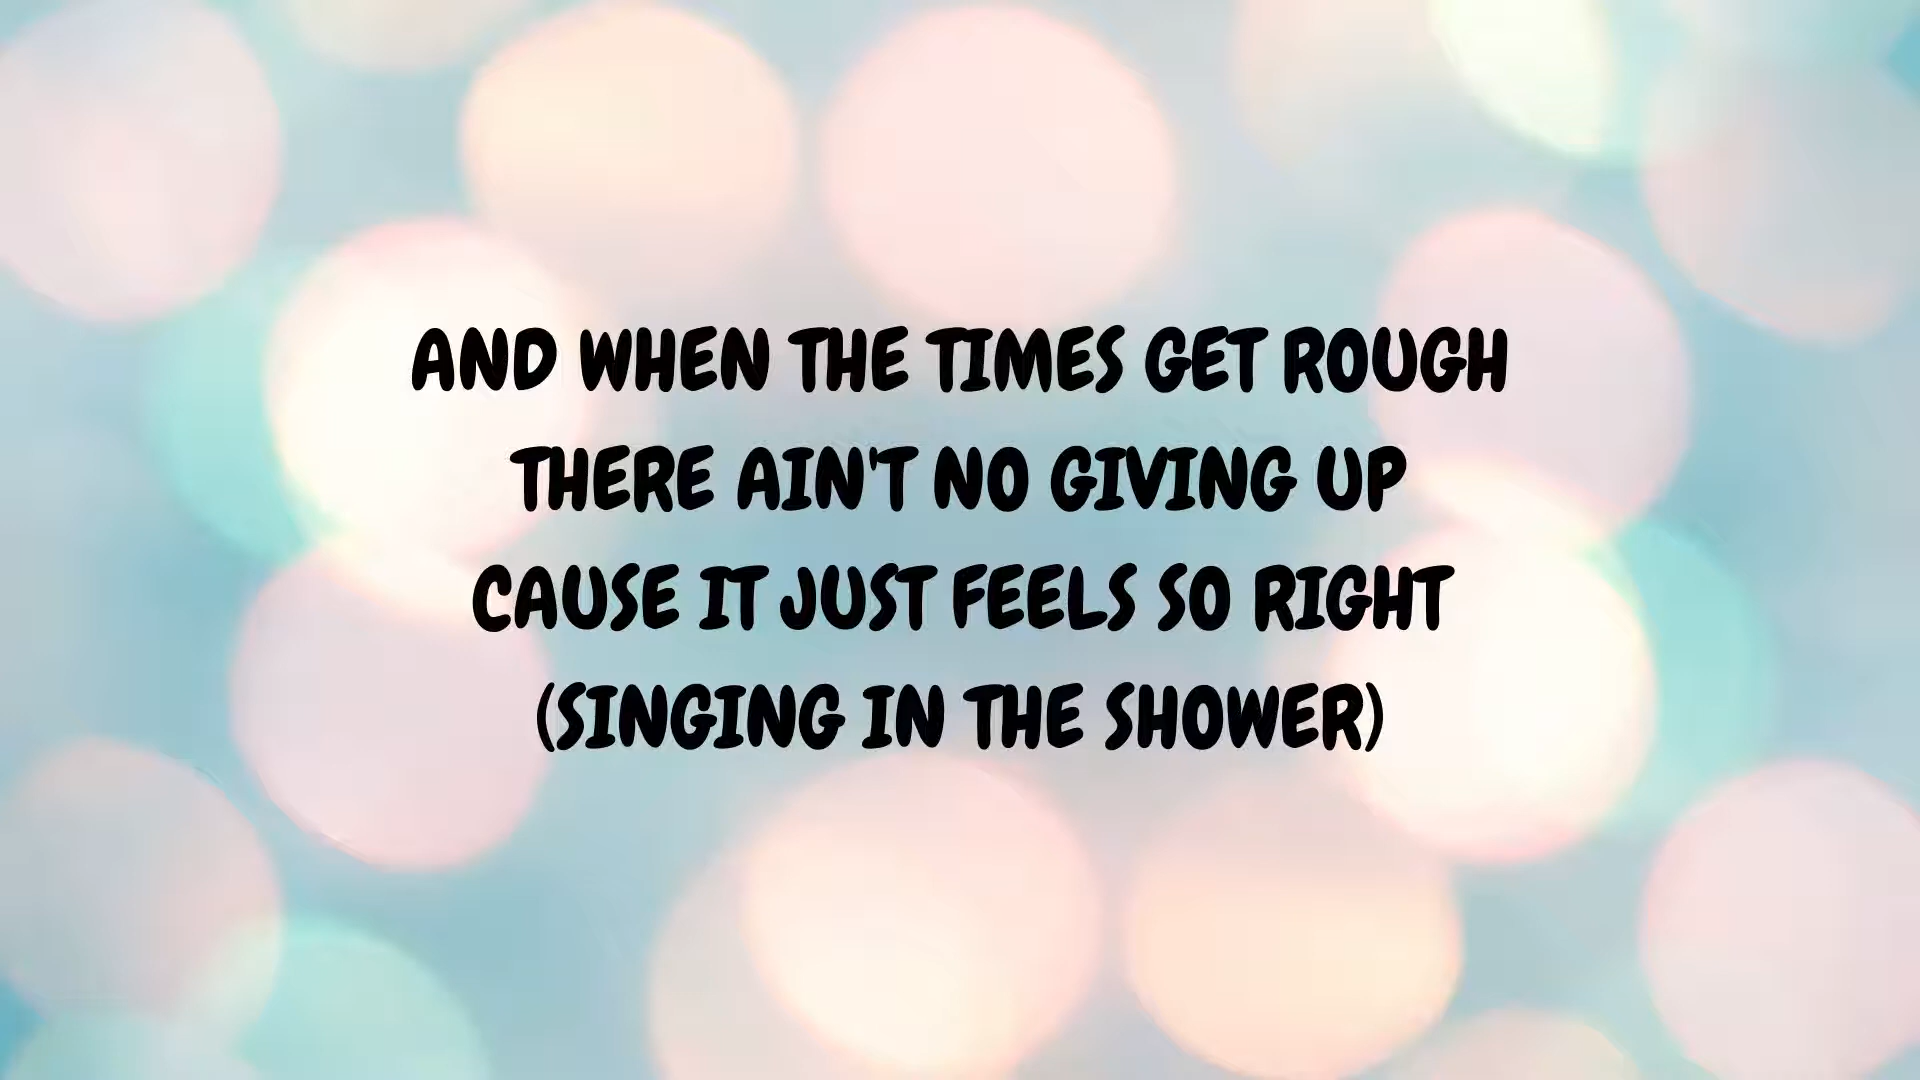 AND WHEN THE TIMES GET ROUGH
THERE AIN'T NO GIVING UP
CAUSE IT JUST FEELS SO RIGHT
(SINGING IN THE SHOWER)